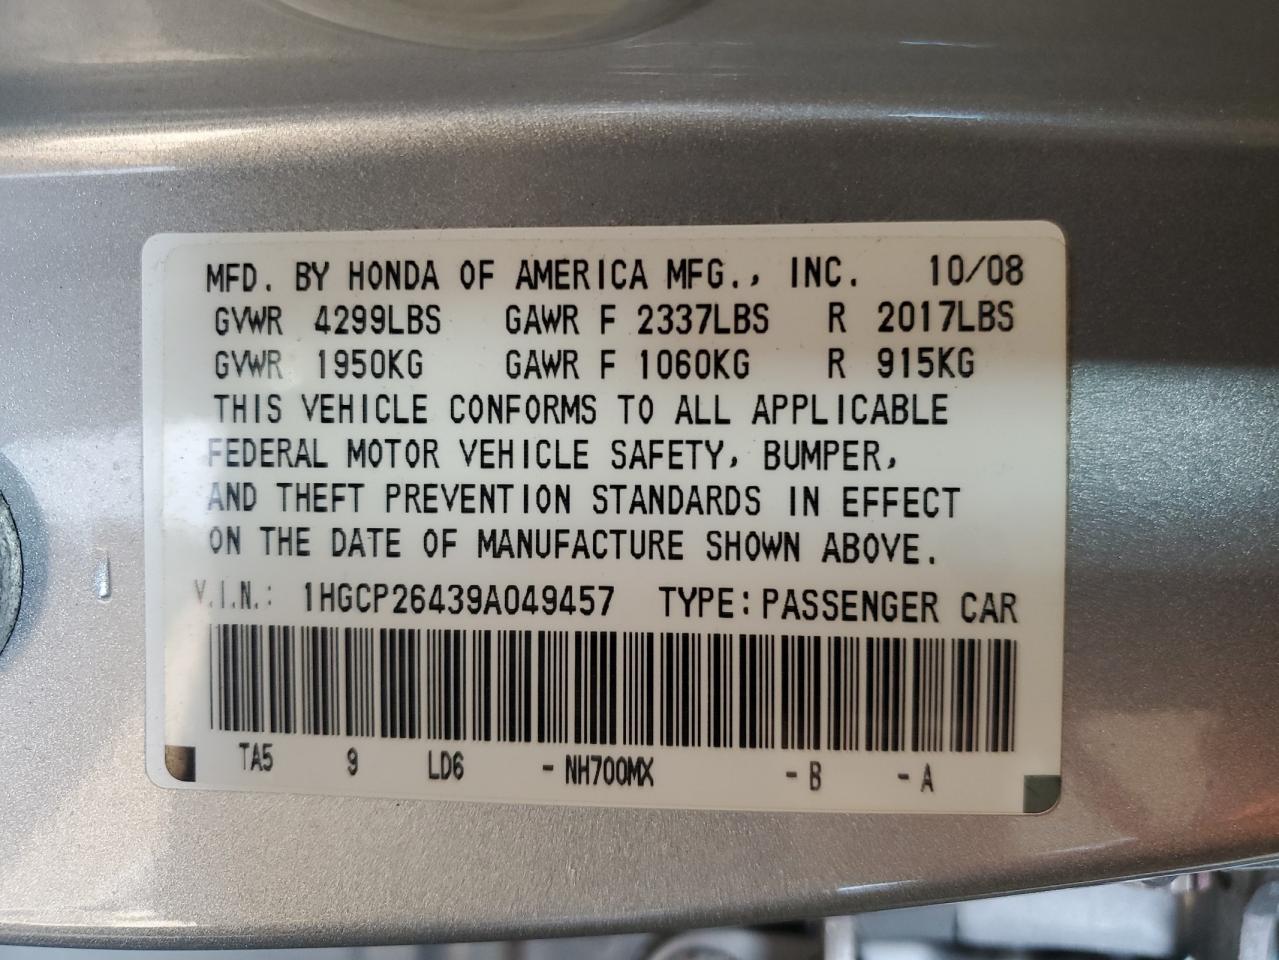 MFD. BY HONDA OF AMERICA MFG., INC. 10/08
GVWR 4299LBS GAWR F 2337LBS R 2017LBS
GVWR 1950KG GAWR F 1060KG R 915KG
THIS VEHICLE CONFORMS TO ALL APPLICABLE
FEDERAL MOTOR VEHICLE SAFETY, BUMPER,
AND THEFT PREVENTION STANDARDS IN EFFECT
ON THE DATE OF MANUFACTURE SHOWN ABOVE.
V.I.N.: 1HGCP26439A049457 TYPE: PASSENGER CAR
TA5 9 LD6 - NH700MX - B - A